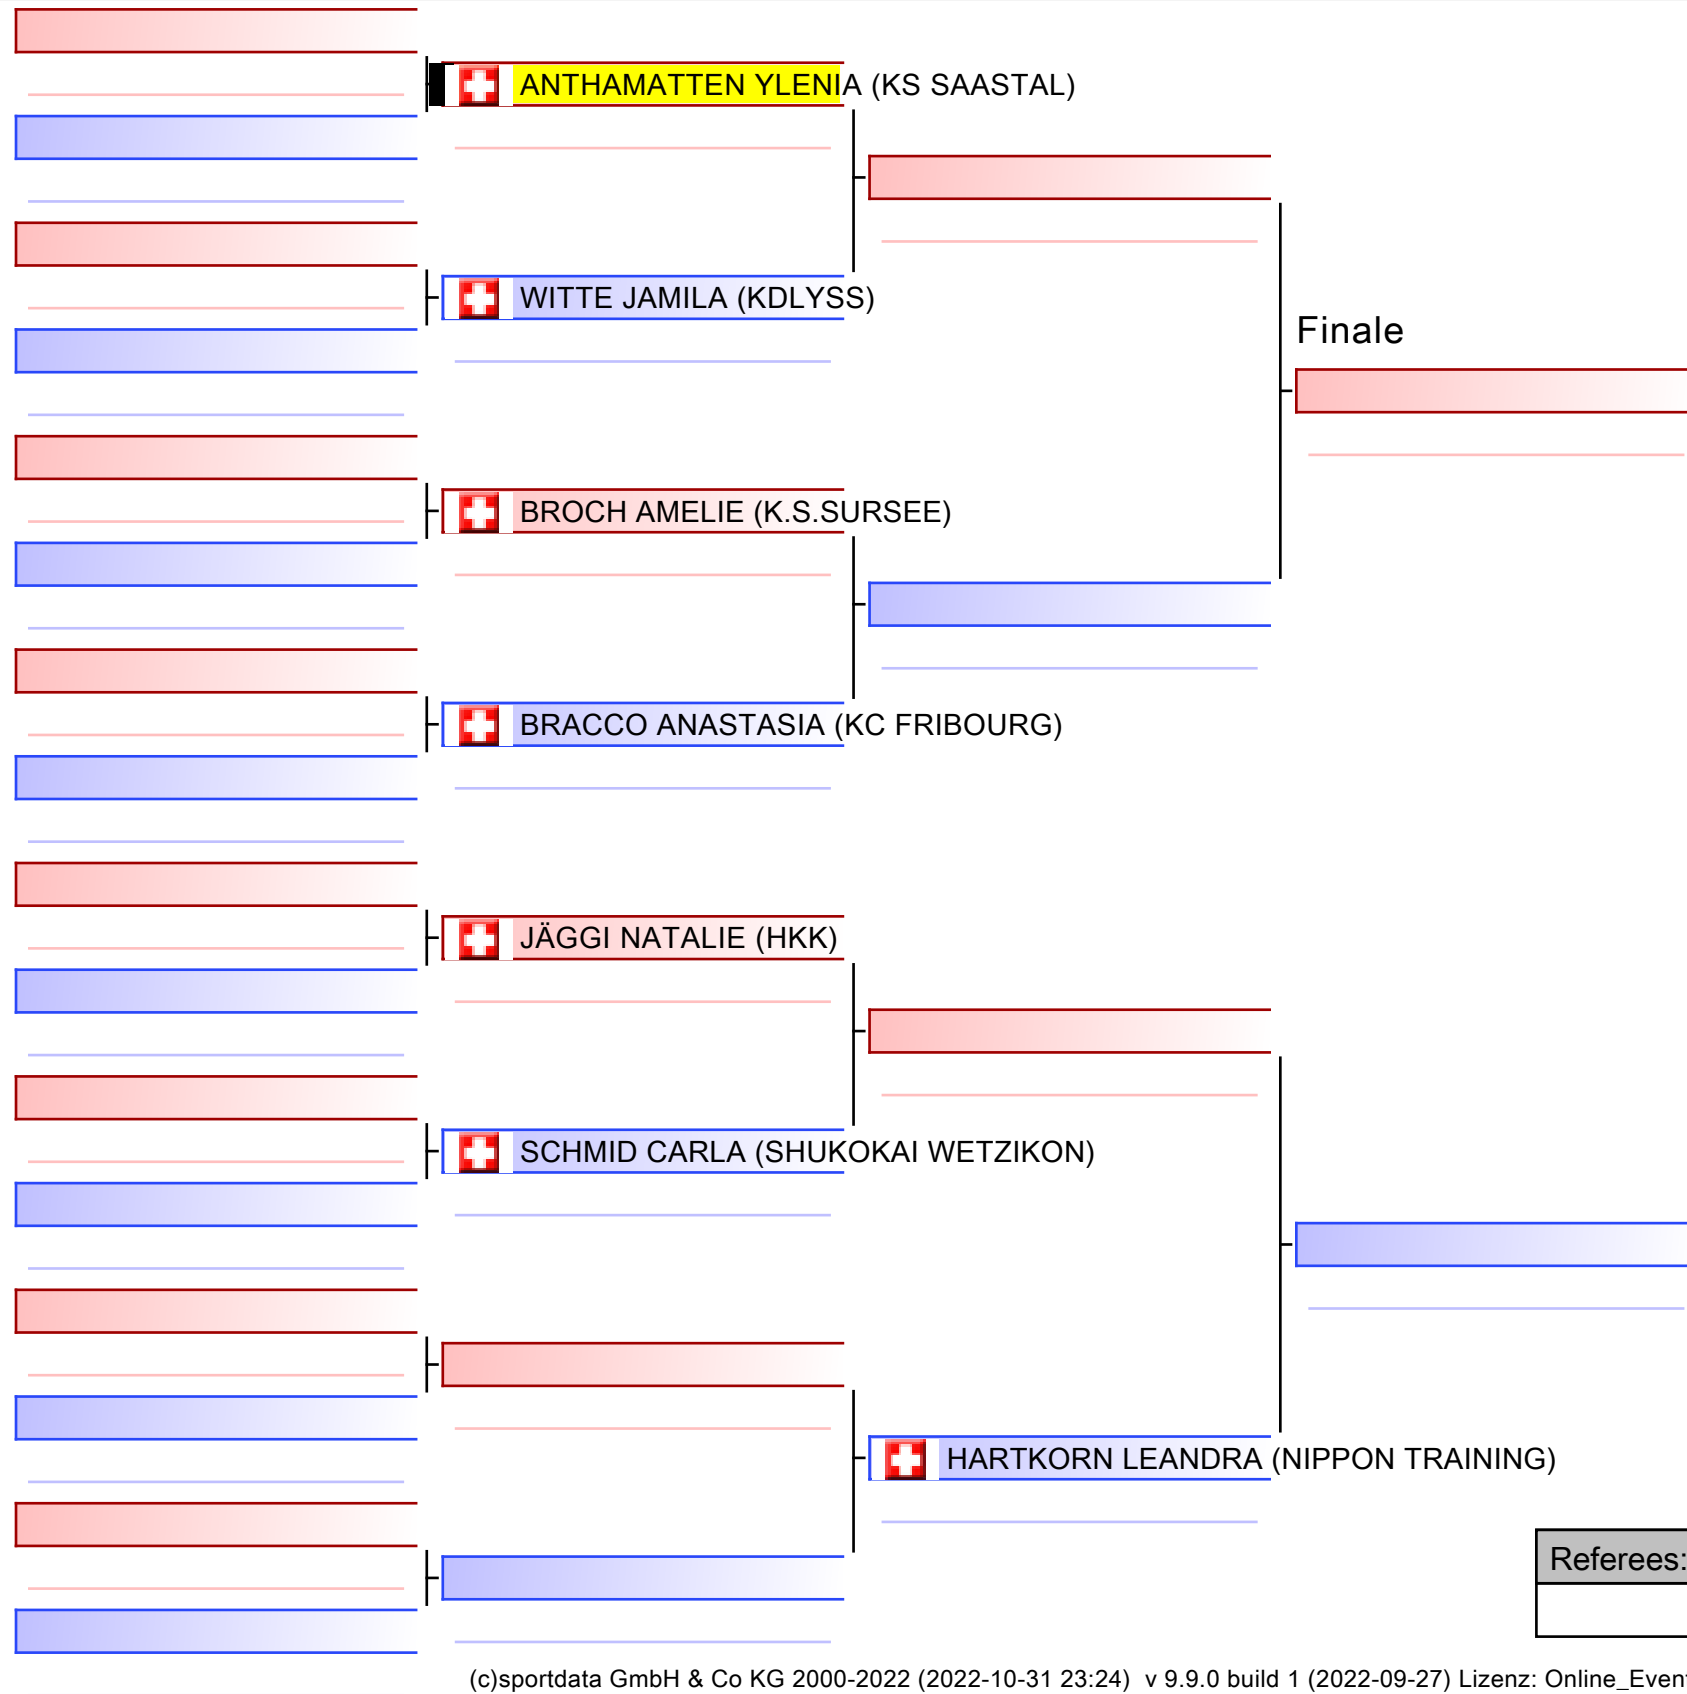 ANTHAMATTEN YLENIA (KS SAASTAL)
WITTE JAMILA (KDLYSS)
Finale
BROCH AMELIE (K.S.SURSEE)
BRACCO ANASTASIA (KC FRIBOURG)
JÄGGI NATALIE (HKK)
SCHMID CARLA (SHUKOKAI WETZIKON)
HARTKORN LEANDRA (NIPPON TRAINING)
Referees:
(c)sportdata GmbH & Co KG 2000-2022 (2022-10-31 23:24) v 9.9.0 build 1 (2022-09-27) Lizenz: Online_Event